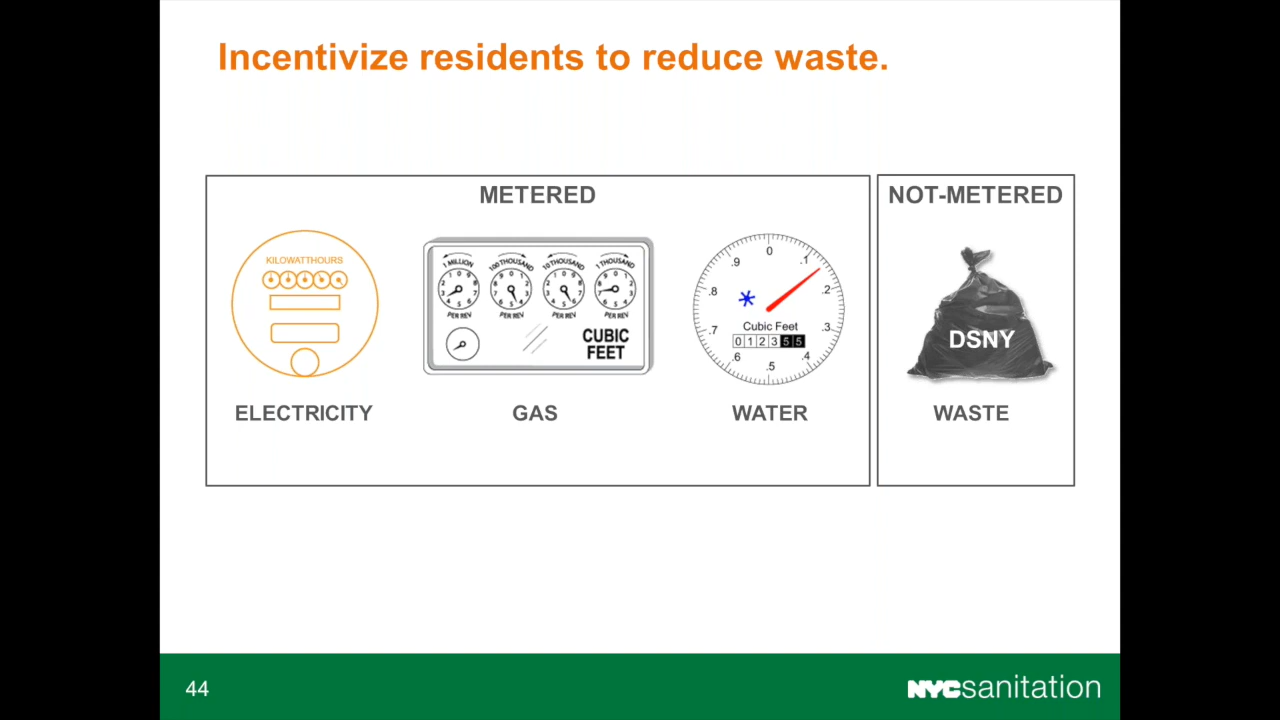 Incentivize residents to reduce waste.
METERED
NOT-METERED
KILOWATTHOURS
1 MILLION
100 THOUSAND
10 THOUSAND
1 THOUSAND
PER REV
PER REV
PER REV
PER REV
CUBIC
FEET
0
.1
.2
.3
.4
.5
.6
.7
.8
.9
Cubic Feet
0 1 2 3 5 5
DSNY
ELECTRICITY
GAS
WATER
WASTE
44
NYCsanitation